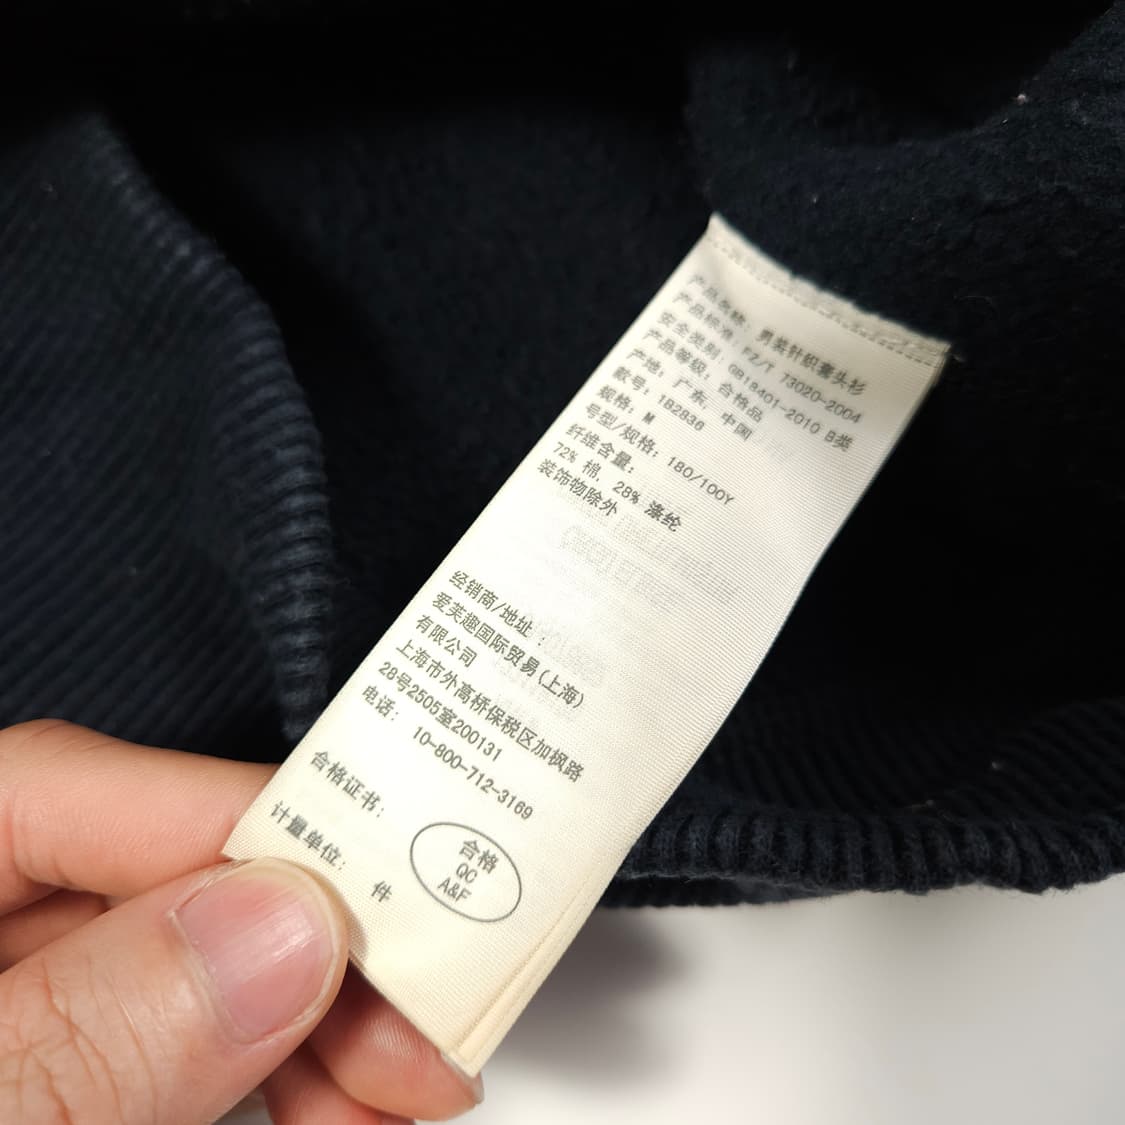 产品名称：男装针织套头衫
产品标准：FZ/T 73020-2004
安全类别：GB18401-2010 B类
产品等级：合格品
产地：广东，中国
款号：1B2836
规格：M
号型/规格：180/100Y
纤维含量：
72% 棉，28% 涤纶
装饰物除外
经销商/地址：
爱芙趣国际贸易(上海)
有限公司
上海市外高桥保税区加枫路
28号2505室200131
电话：10-800-712-3169
合格证书：
合格
QC
A&F
计量单位：件